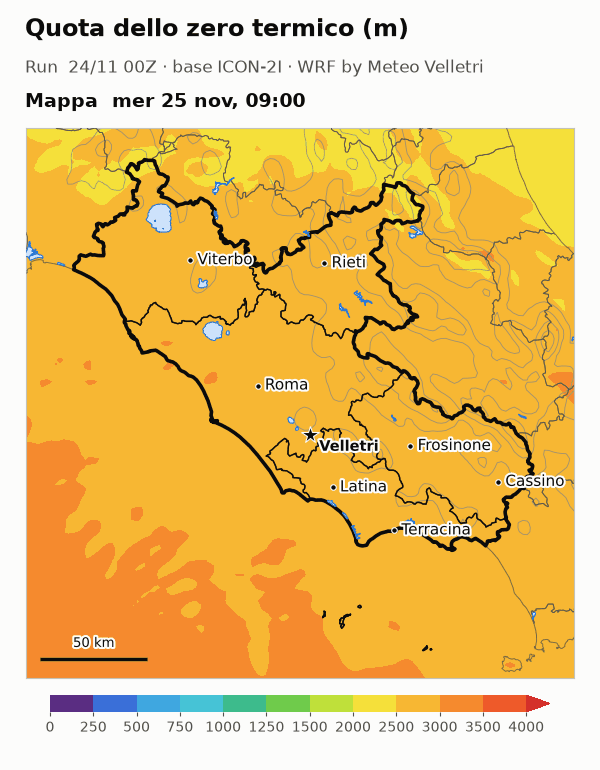 Quota dello zero termico (m)
Run 24/11 00Z · base ICON-2I · WRF by Meteo Velletri
Mappa mer 25 nov, 09:00
Viterbo
Rieti
Roma
Velletri
Frosinone
Latina
Cassino
Terracina
50 km
0 250 500 750 1000 1250 1500 2000 2500 3000 3500 4000